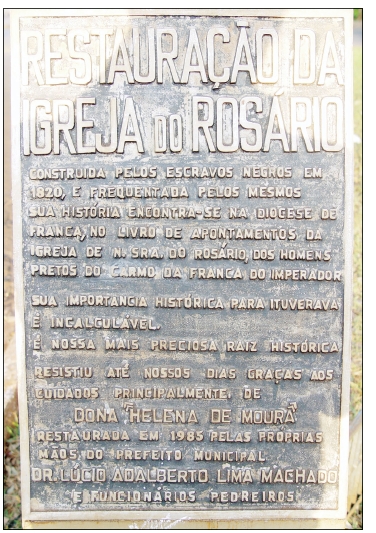 RESTAURAÇÃO DA
IGREJA DO ROSÁRIO
CONSTRUIDA PELOS ESCRAVOS NEGROS EM
1820, E FREQUENTADA PELOS MESMOS
SUA HISTÓRIA ENCONTRA-SE NA DIOCESE DE
FRANCA, NO LIVRO DE APONTAMENTOS, DA
IGREJA DE N. SRA. DO ROSÁRIO, DOS HOMENS
PRETOS DO CARMO, DA FRANCA DO IMPERADOR
SUA IMPORTANCIA HISTÓRICA PARA ITUVERAVA
É INCALCULÁVEL.
É NOSSA MAIS PRECIOSA RAIZ HISTÓRICA
RESISTIU ATÉ NOSSOS DIAS GRAÇAS AOS
CUIDADOS PRINCIPALMENTE DE
DONA "HELENA DE MOURA"
RESTAURADA EM 1985 PELAS PROPRIAS
MÃOS DO PREFEITO MUNICIPAL
DR. LÚCIO ADALBERTO LIMA MACHADO
E FUNCIONÁRIOS PEDREIROS